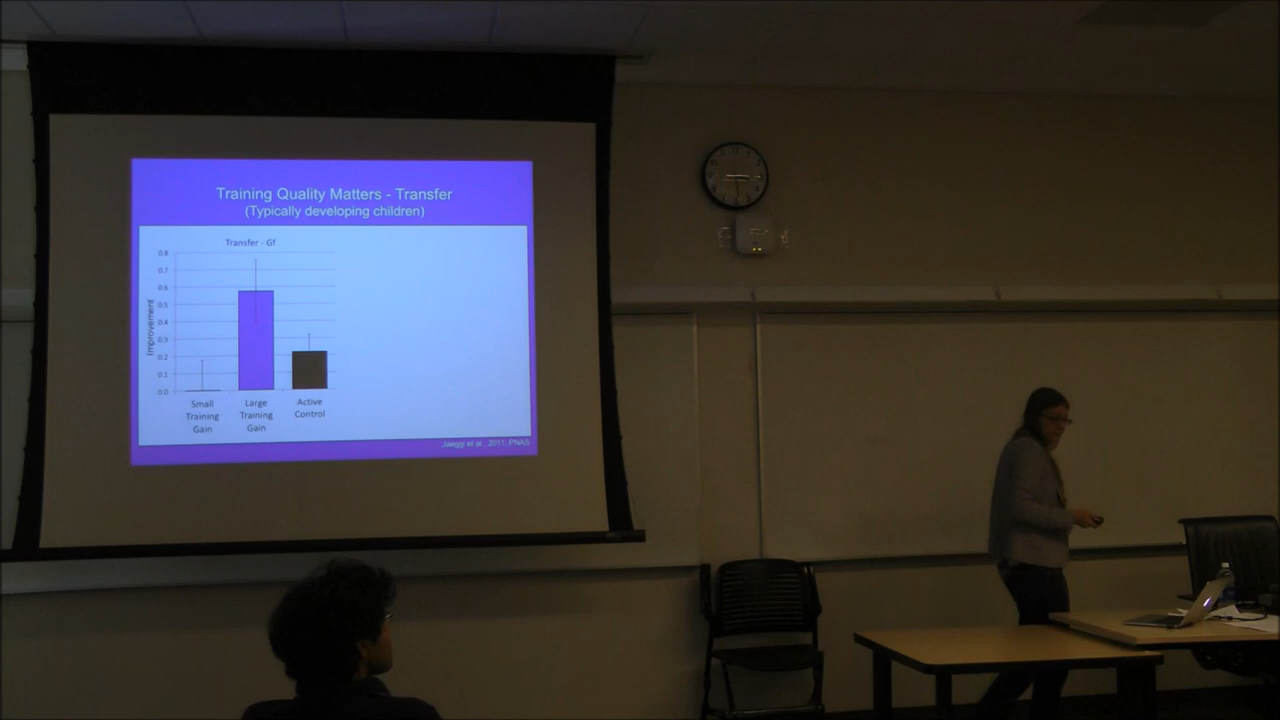 Training Quality Matters - Transfer
(Typically developing children)
Transfer - Gf
0.8
0.7
0.6
0.5
0.4
0.3
0.2
0.1
0.0
Improvement
Small
Training
Gain
Large
Training
Gain
Active
Control
Jaeggi et al., 2011, PNAS